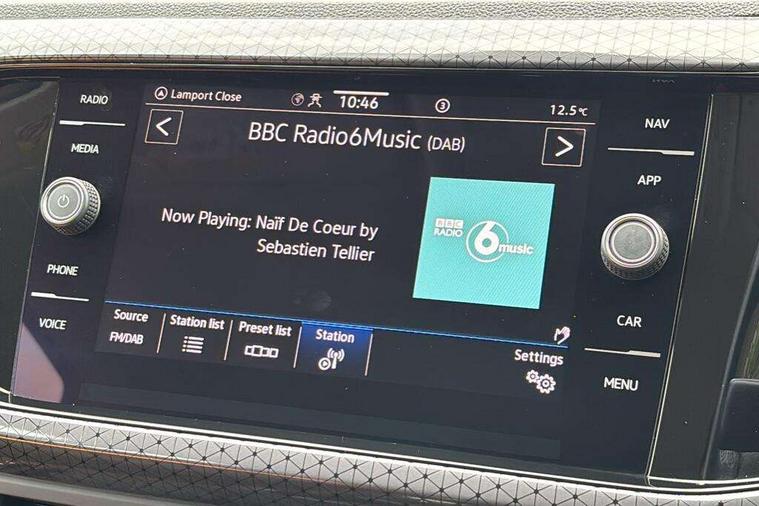 RADIO
MEDIA
PHONE
VOICE
Lamport Close
10:46
3
12.5°C
BBC Radio6Music (DAB)
Now Playing: Naïf De Coeur by
Sebastien Tellier
BBC
RADIO
6
music
Source
FM/DAB
Station list
Preset list
Station
Settings
NAV
APP
CAR
MENU